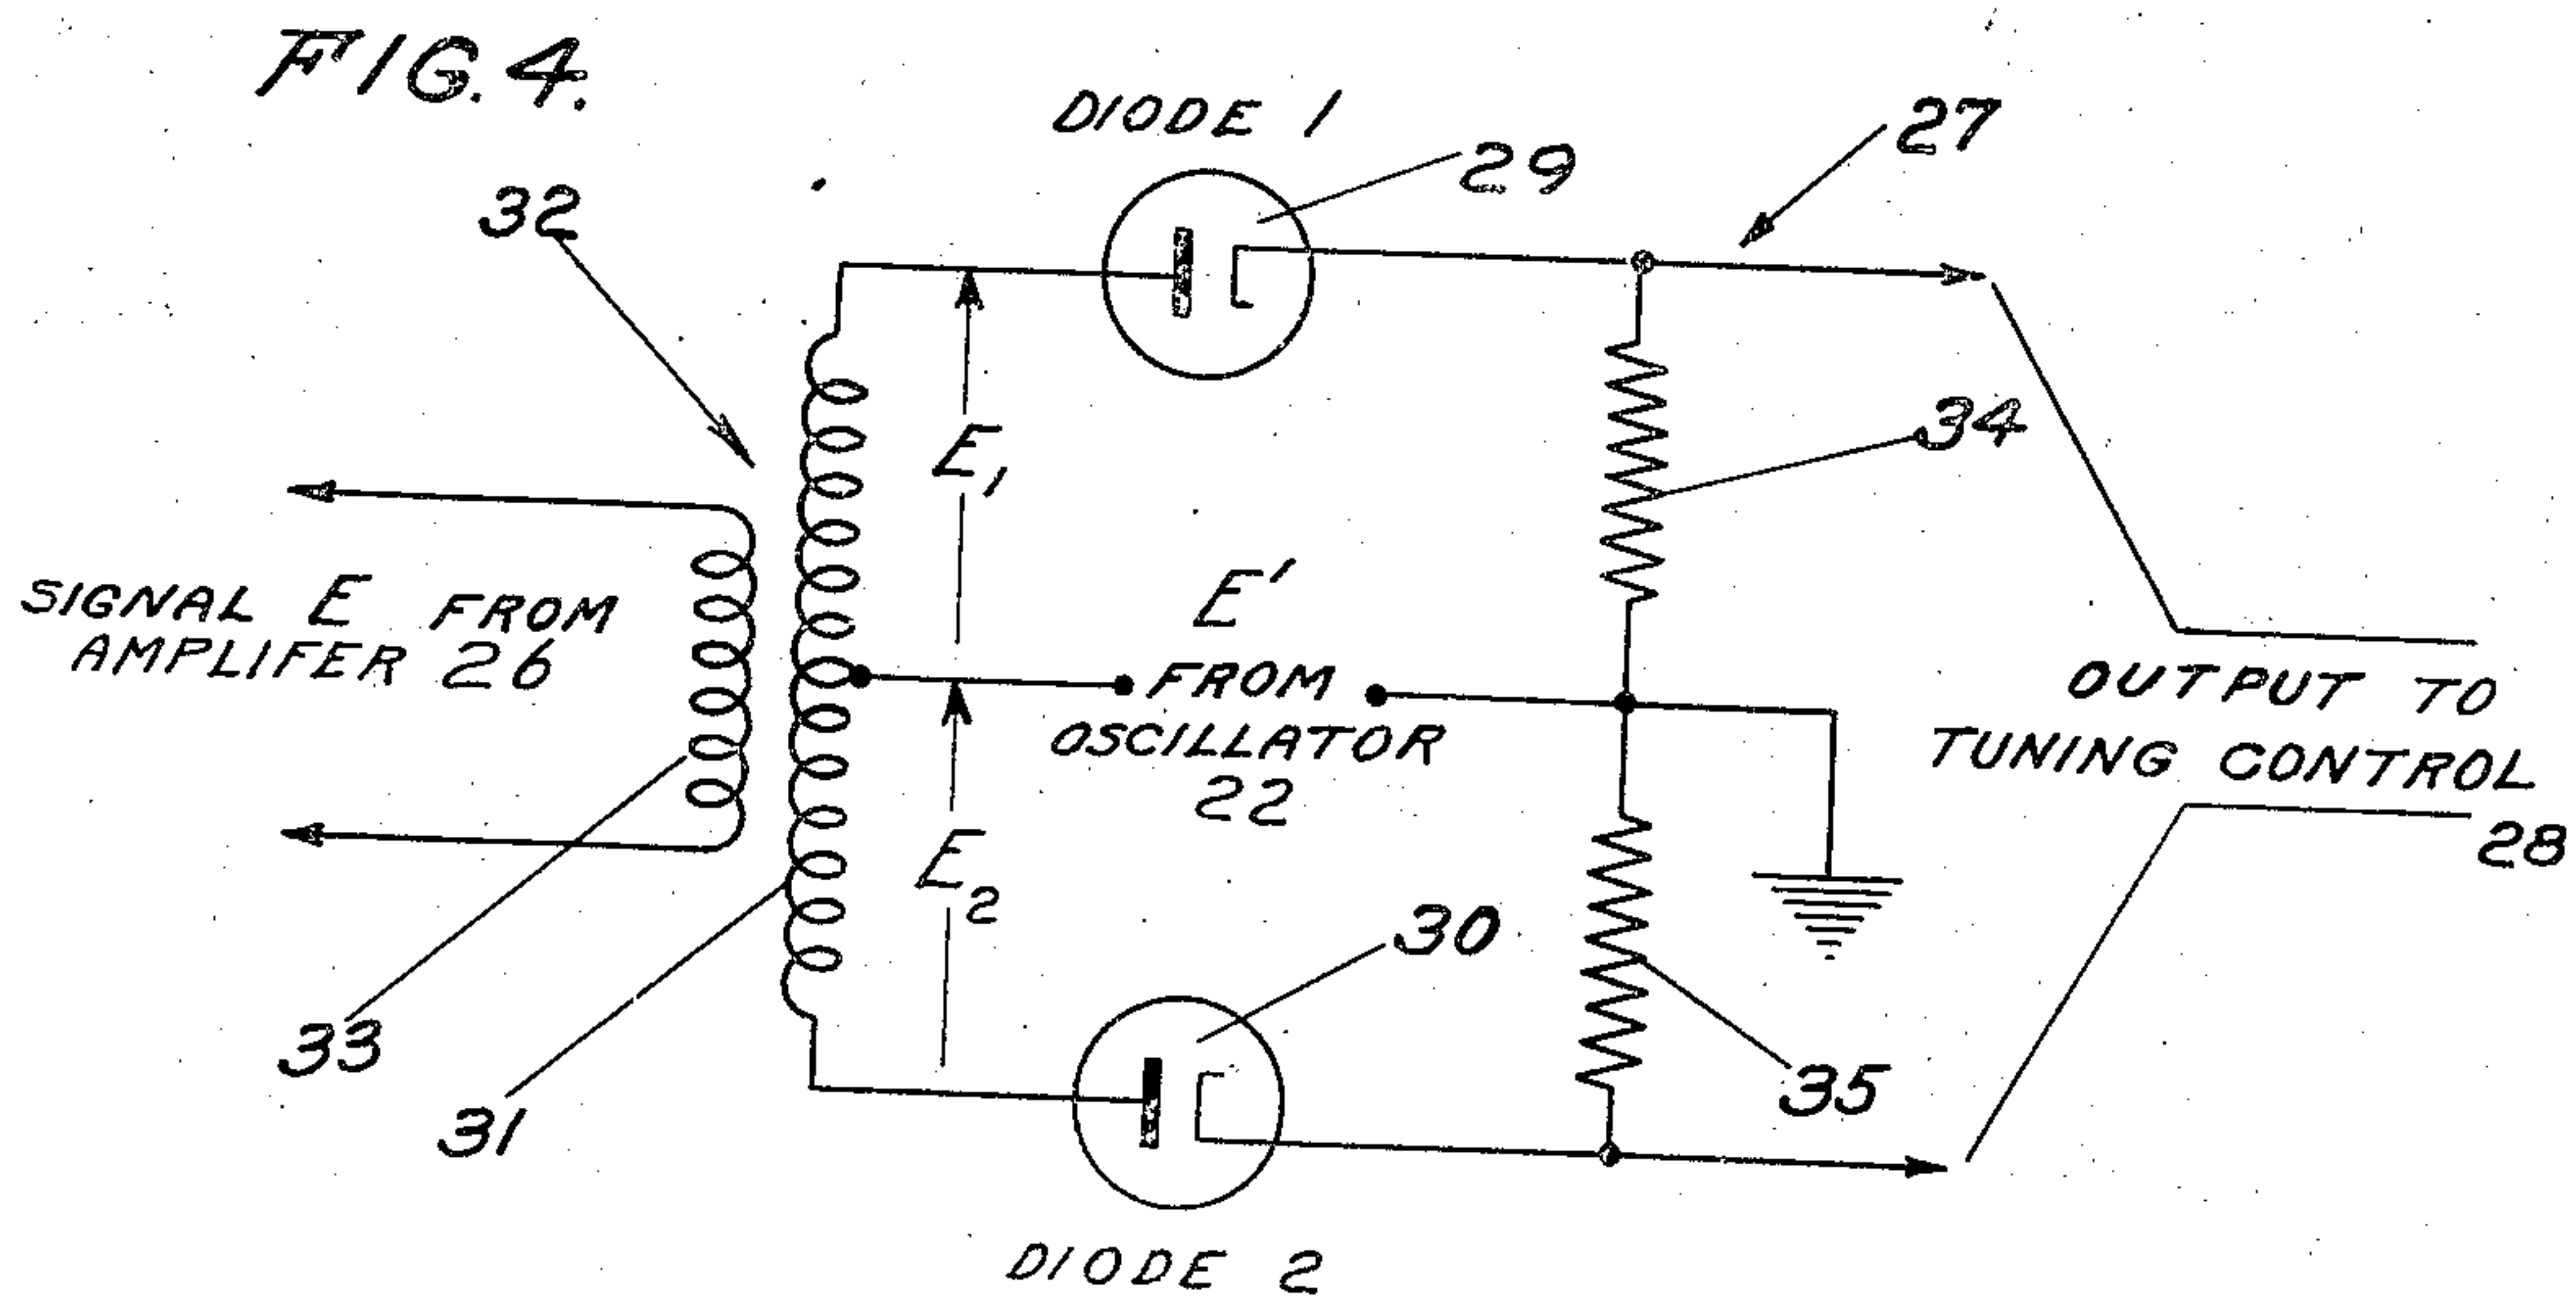 FIG. 4.
DIODE 1
27
29
32
34
E₁
E'
SIGNAL E FROM
AMPLIFER 26
FROM
OSCILLATOR
22
OUTPUT TO
TUNING CONTROL
28
E₂
30
33
31
35
DIODE 2